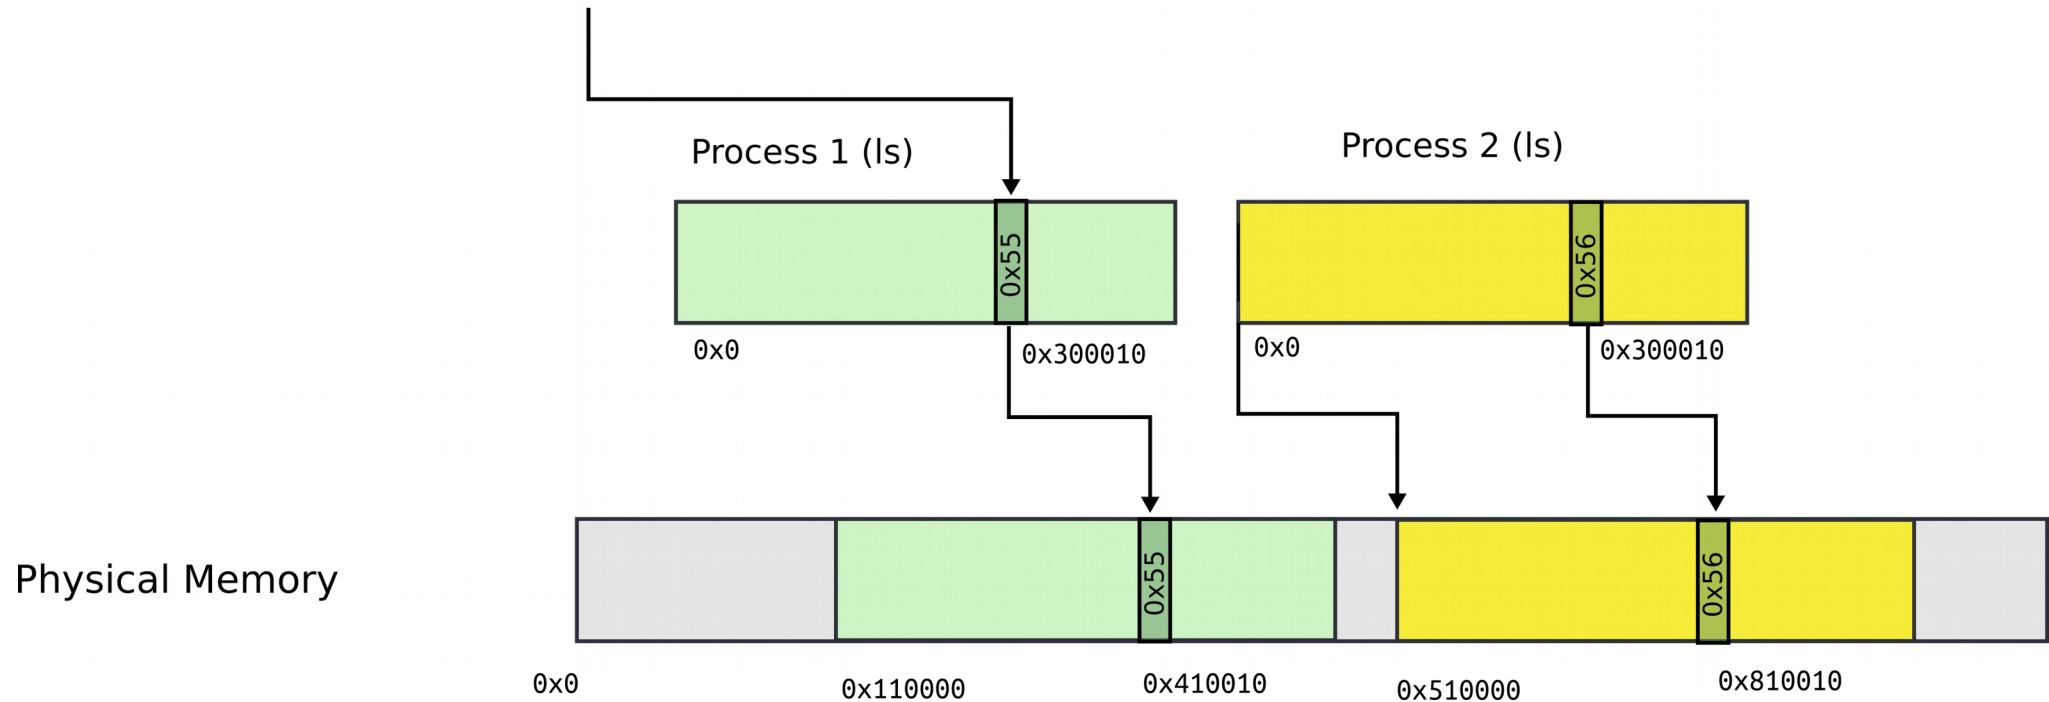 Process 1 (ls)
Process 2 (ls)
0x55
0x56
0x0
0x300010
0x0
0x300010
Physical Memory
0x55
0x56
0x0
0x110000
0x410010
0x510000
0x810010